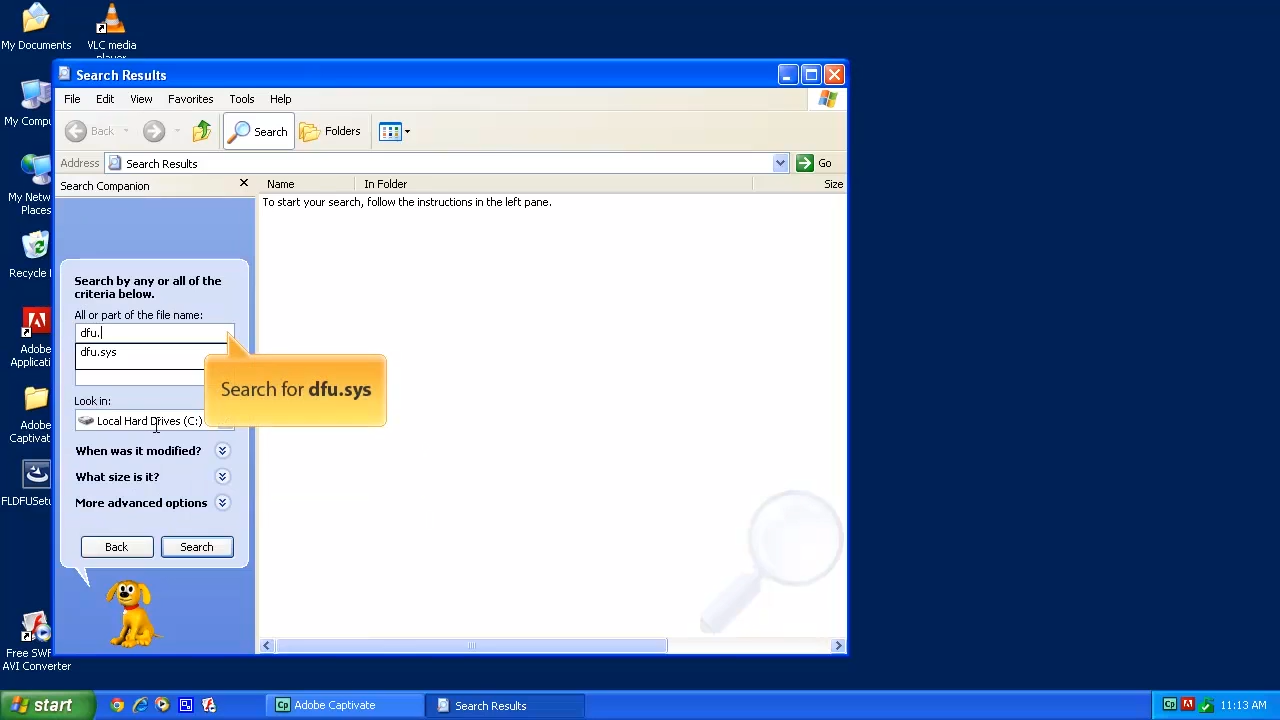 My Documents
VLC media
player
My Compu
My Netw
Places
Recycle
Adobe
Applicati
Adobe
Captivat
FLDFUSetu
Free SWF
AVI Converter
Search Results
File Edit View Favorites Tools Help
Back Search Folders
Address Search Results Go
Search Companion
Name In Folder Size
To start your search, follow the instructions in the left pane.
Search by any or all of the
criteria below.
All or part of the file name:
dfu.
dfu.sys
Search for dfu.sys
Look in:
Local Hard Drives (C:)
When was it modified?
What size is it?
More advanced options
Back Search
start
Cp Adobe Captivate
Search Results
Cp
11:13 AM